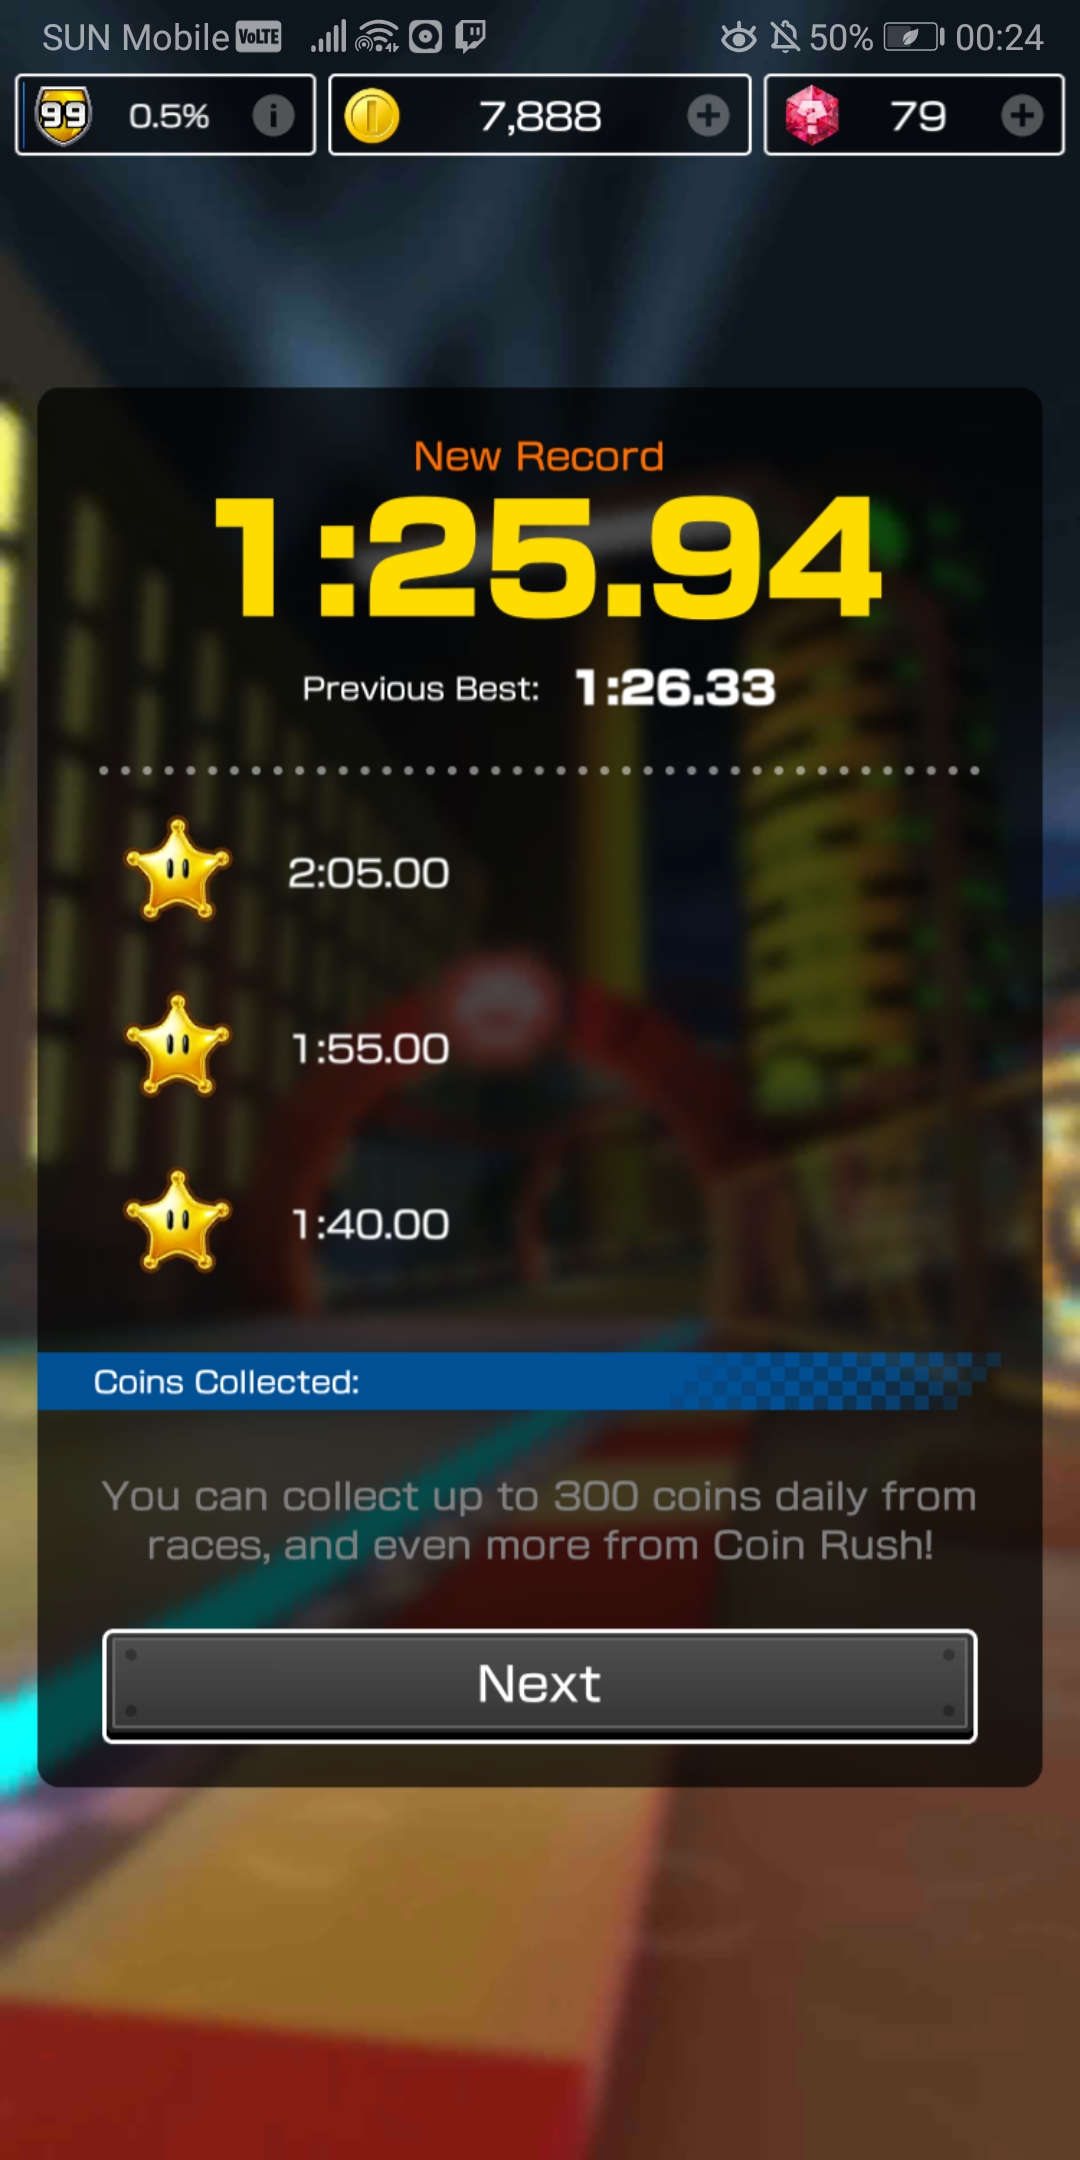 SUN Mobile VoLTE 50% 00:24
99 0.5% i 7,888 + ? 79 +
New Record
1:25.94
Previous Best: 1:26.33
2:05.00
1:55.00
1:40.00
Coins Collected:
You can collect up to 300 coins daily from
races, and even more from Coin Rush!
Next